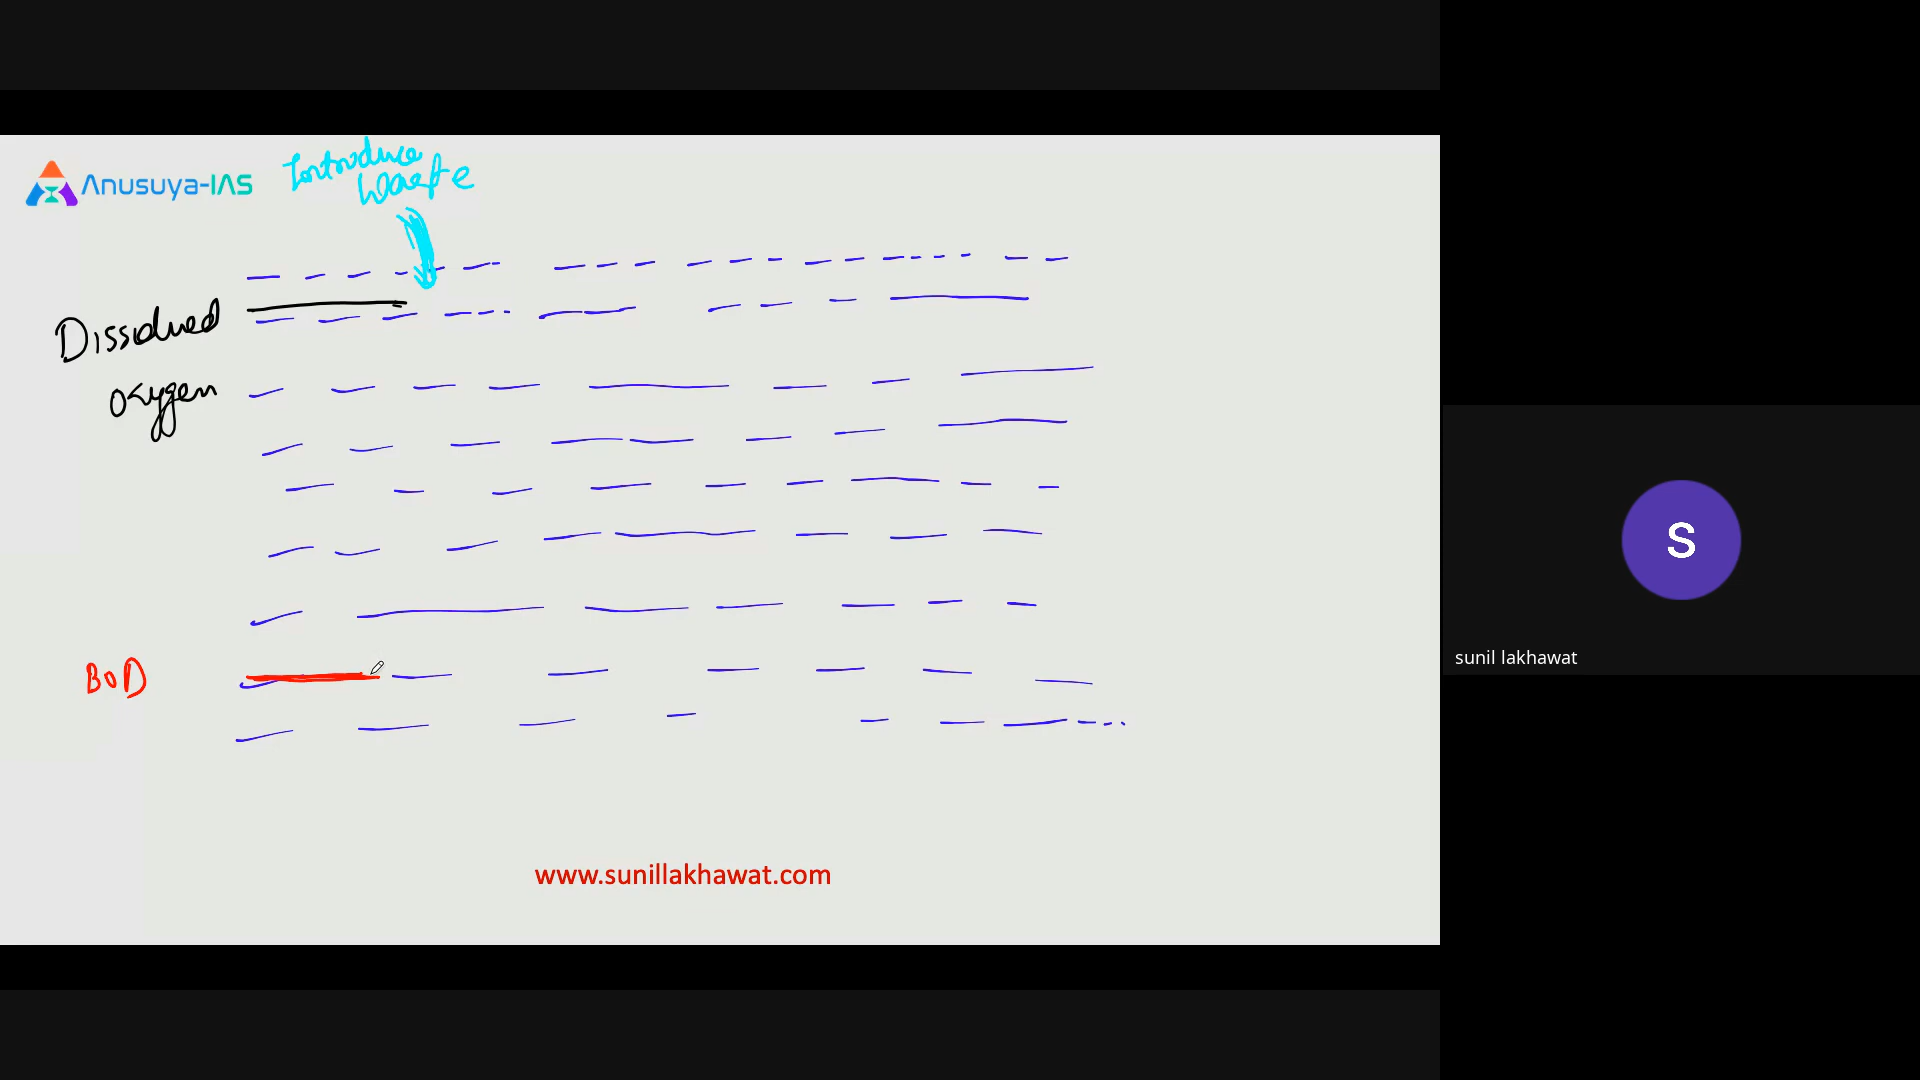 Anusuya-IAS
Introduce
Waste
Dissolved
Oxygen
BOD
www.sunillakhawat.com
S
sunil lakhawat